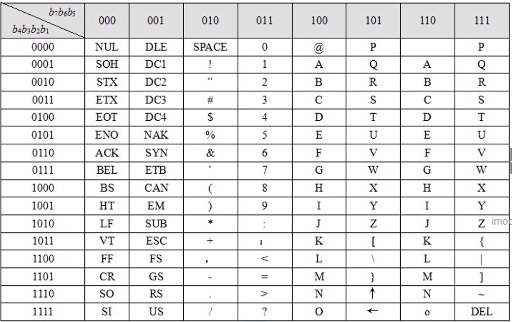 b₇b₆b₅ 000 001 010 011 100 101 110 111
b₄b₃b₂b₁
0000 NUL DLE SPACE 0 @ P P
0001 SOH DC1 ! 1 A Q A Q
0010 STX DC2 " 2 B R B R
0011 ETX DC3 # 3 C S C S
0100 EOT DC4 $ 4 D T D T
0101 ENO NAK % 5 E U E U
0110 ACK SYN & 6 F V F V
0111 BEL ETB ' 7 G W G W
1000 BS CAN ( 8 H X H X
1001 HT EM ) 9 I Y I Y
1010 LF SUB * : J Z J Z
1011 VT ESC + ; K [ K {
1100 FF FS , < L \ L |
1101 CR GS - = M } M ]
1110 SO RS . > N ↑ N ~
1111 SI US / ? O ← o DEL